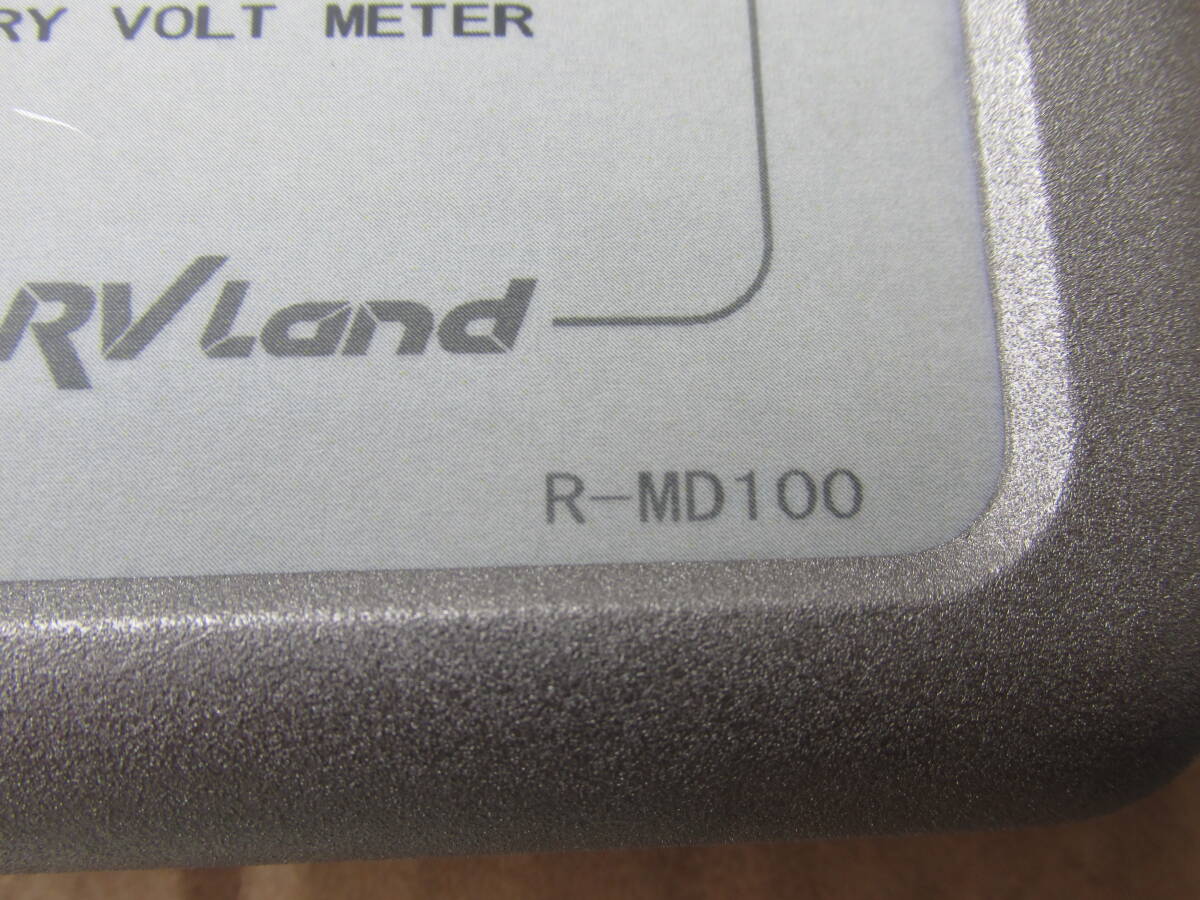 RY VOLT METER
RVLand
R-MD100